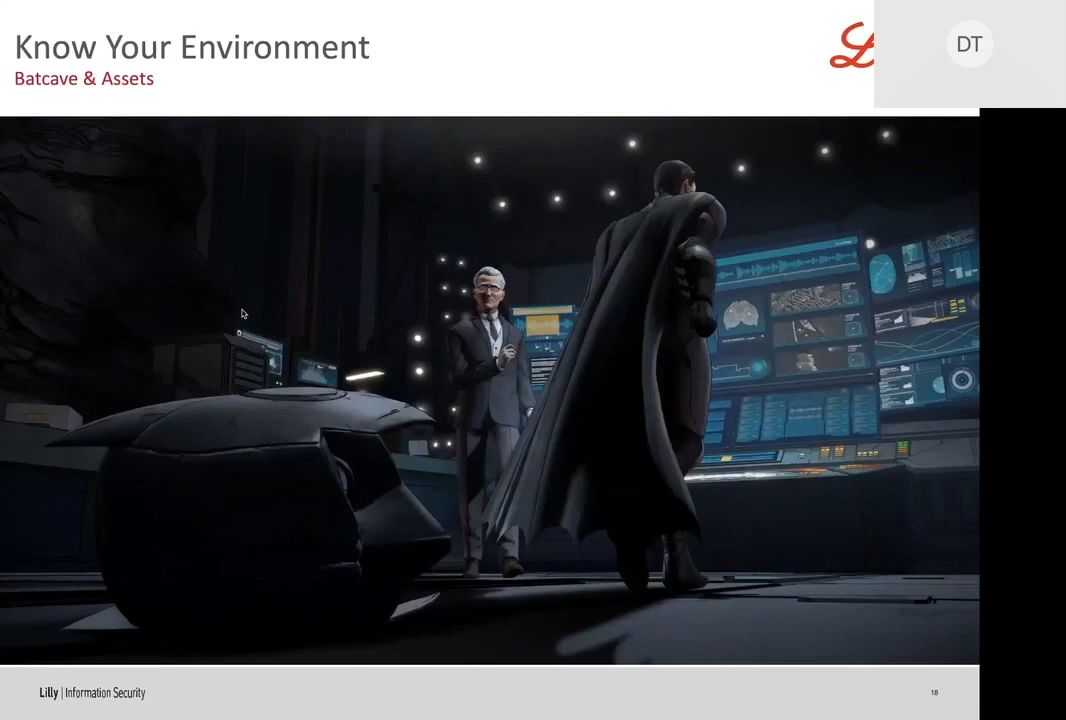 Know Your Environment
Batcave & Assets
DT
Lilly | Information Security
18